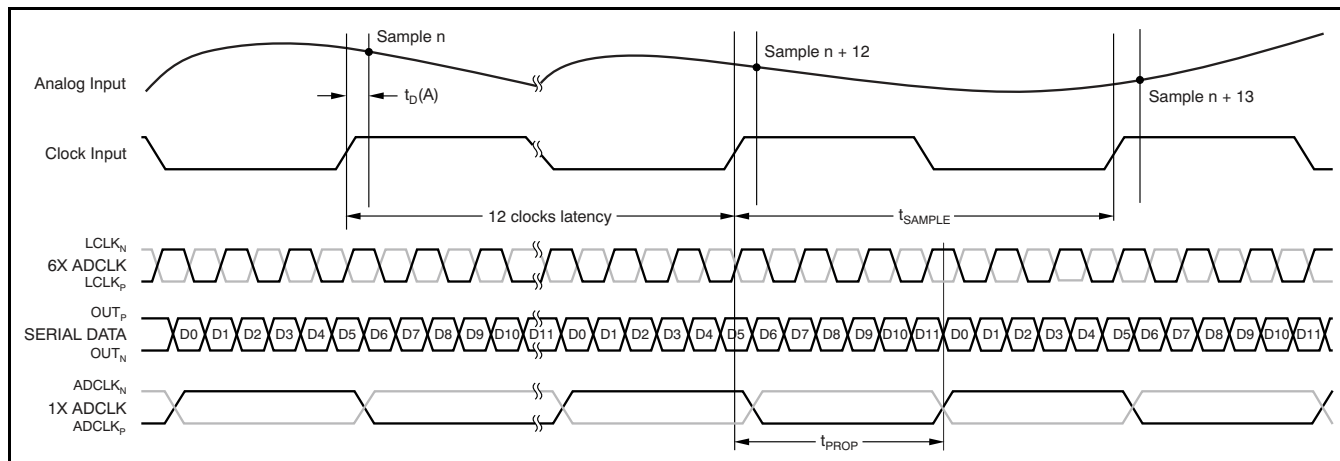 Sample n
Sample n + 12
Analog Input
t_D(A)
Sample n + 13
Clock Input
12 clocks latency
t_SAMPLE
LCLK_N
6X ADCLK
LCLK_P
OUT_P
SERIAL DATA
D0 D1 D2 D3 D4 D5 D6 D7 D8 D9 D10 D11 D0 D1 D2 D3 D4 D5 D6 D7 D8 D9 D10 D11 D0 D1 D2 D3 D4 D5 D6 D7 D8 D9 D10 D11
OUT_N
ADCLK_N
1X ADCLK
ADCLK_P
t_PROP